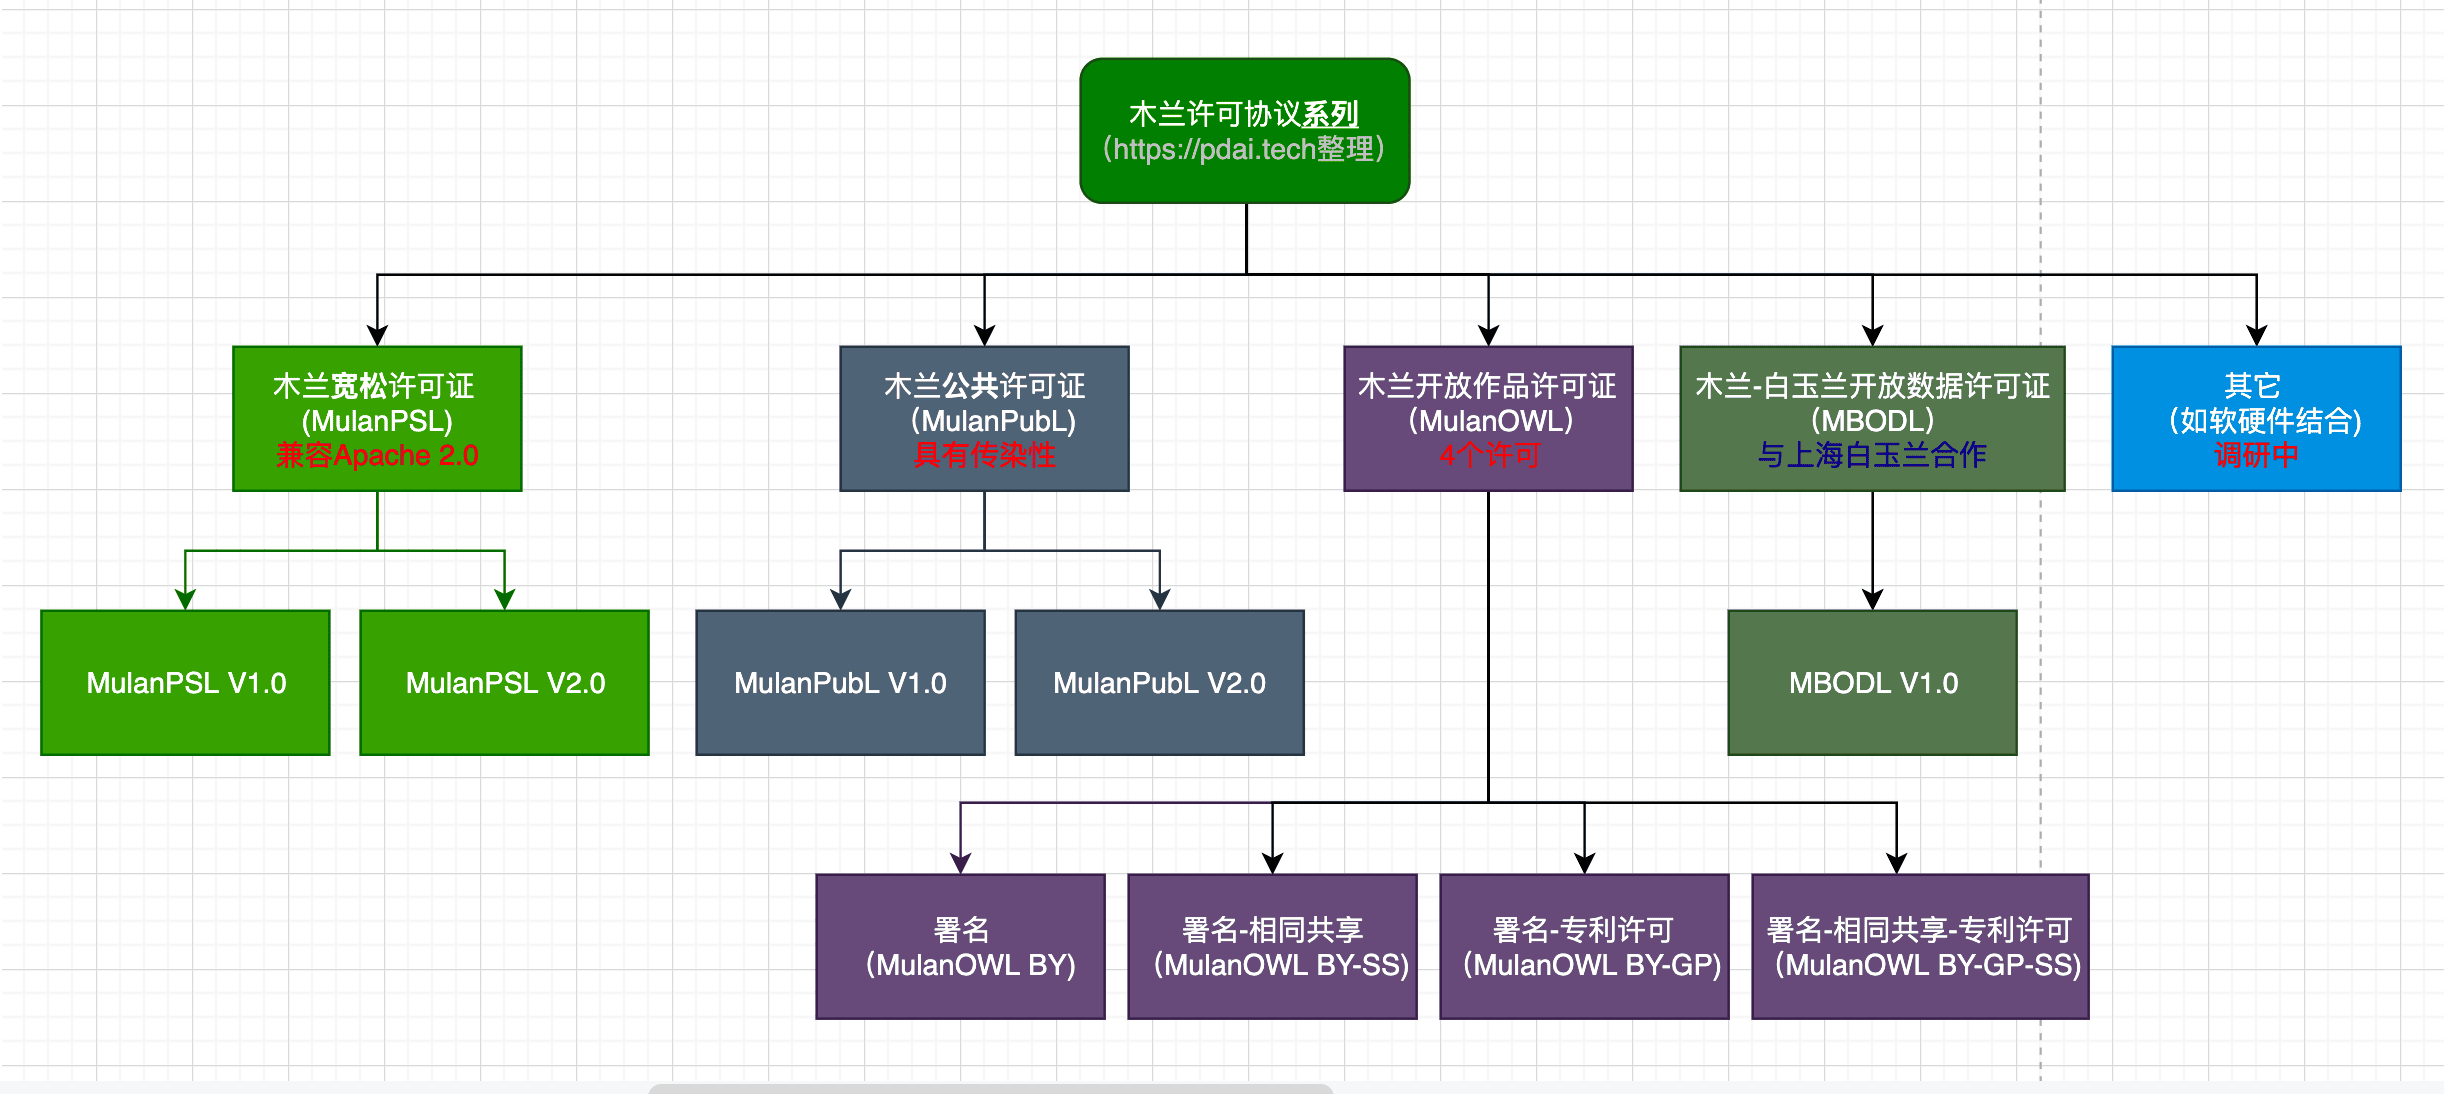 木兰许可协议系列
（https://pdai.tech整理）
木兰宽松许可证
(MulanPSL)
兼容Apache 2.0
木兰公共许可证
（MulanPubL)
具有传染性
木兰开放作品许可证
（MulanOWL）
4个许可
木兰-白玉兰开放数据许可证
（MBODL）
与上海白玉兰合作
其它
（如软硬件结合)
调研中
MulanPSL V1.0
MulanPSL V2.0
MulanPubL V1.0
MulanPubL V2.0
MBODL V1.0
署名
（MulanOWL BY)
署名-相同共享
（MulanOWL BY-SS)
署名-专利许可
（MulanOWL BY-GP)
署名-相同共享-专利许可
（MulanOWL BY-GP-SS)